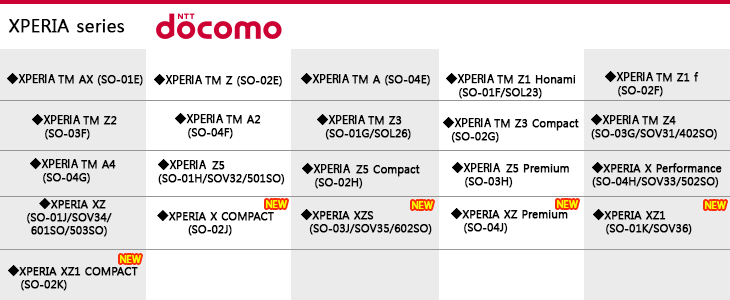 XPERIA series NTT docomo
◆XPERIA TM AX (SO-01E)
◆XPERIA TM Z (SO-02E)
◆XPERIA TM A (SO-04E)
◆XPERIA TM Z1 Honami
(SO-01F/SOL23)
◆XPERIA TM Z1 f
(SO-02F)
◆XPERIA TM Z2
(SO-03F)
◆XPERIA TM A2
(SO-04F)
◆XPERIA TM Z3
(SO-01G/SOL26)
◆XPERIA TM Z3 Compact
(SO-02G)
◆XPERIA TM Z4
(SO-03G/SOV31/402SO)
◆XPERIA TM A4
(SO-04G)
◆XPERIA Z5
(SO-01H/SOV32/501SO)
◆XPERIA Z5 Compact
(SO-02H)
◆XPERIA Z5 Premium
(SO-03H)
◆XPERIA X Performance
(SO-04H/SOV33/502SO)
◆XPERIA XZ
(SO-01J/SOV34/
601SO/503SO)
NEW
◆XPERIA X COMPACT
(SO-02J)
NEW
◆XPERIA XZS
(SO-03J/SOV35/602SO)
NEW
◆XPERIA XZ Premium
(SO-04J)
NEW
◆XPERIA XZ1
(SO-01K/SOV36)
NEW
◆XPERIA XZ1 COMPACT
(SO-02K)